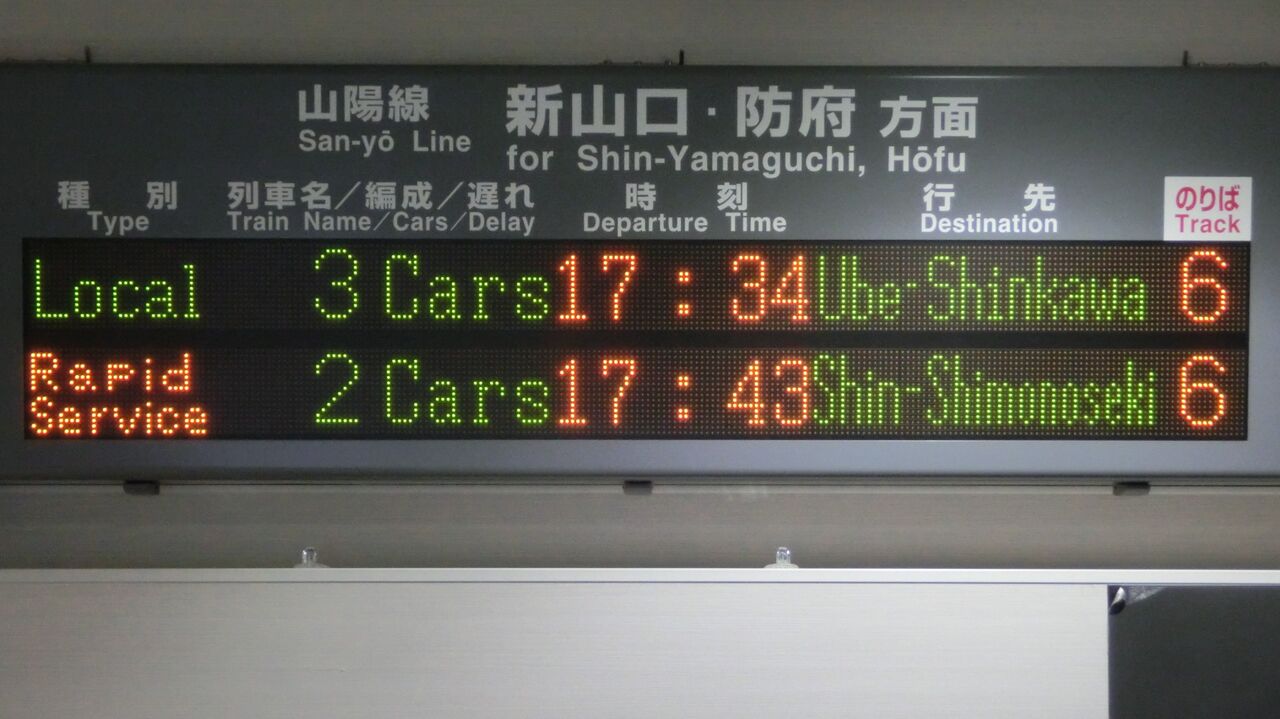 山陽線 新山口・防府 方面
San-yō Line for Shin-Yamaguchi, Hōfu
種別 列車名／編成／遅れ 時刻 行先 のりば
Type Train Name/Cars/Delay Departure Time Destination Track
Local 3 Cars 17:34 Ube-Shinkawa 6
Rapid Service 2 Cars 17:43 Shin-Shimonoseki 6